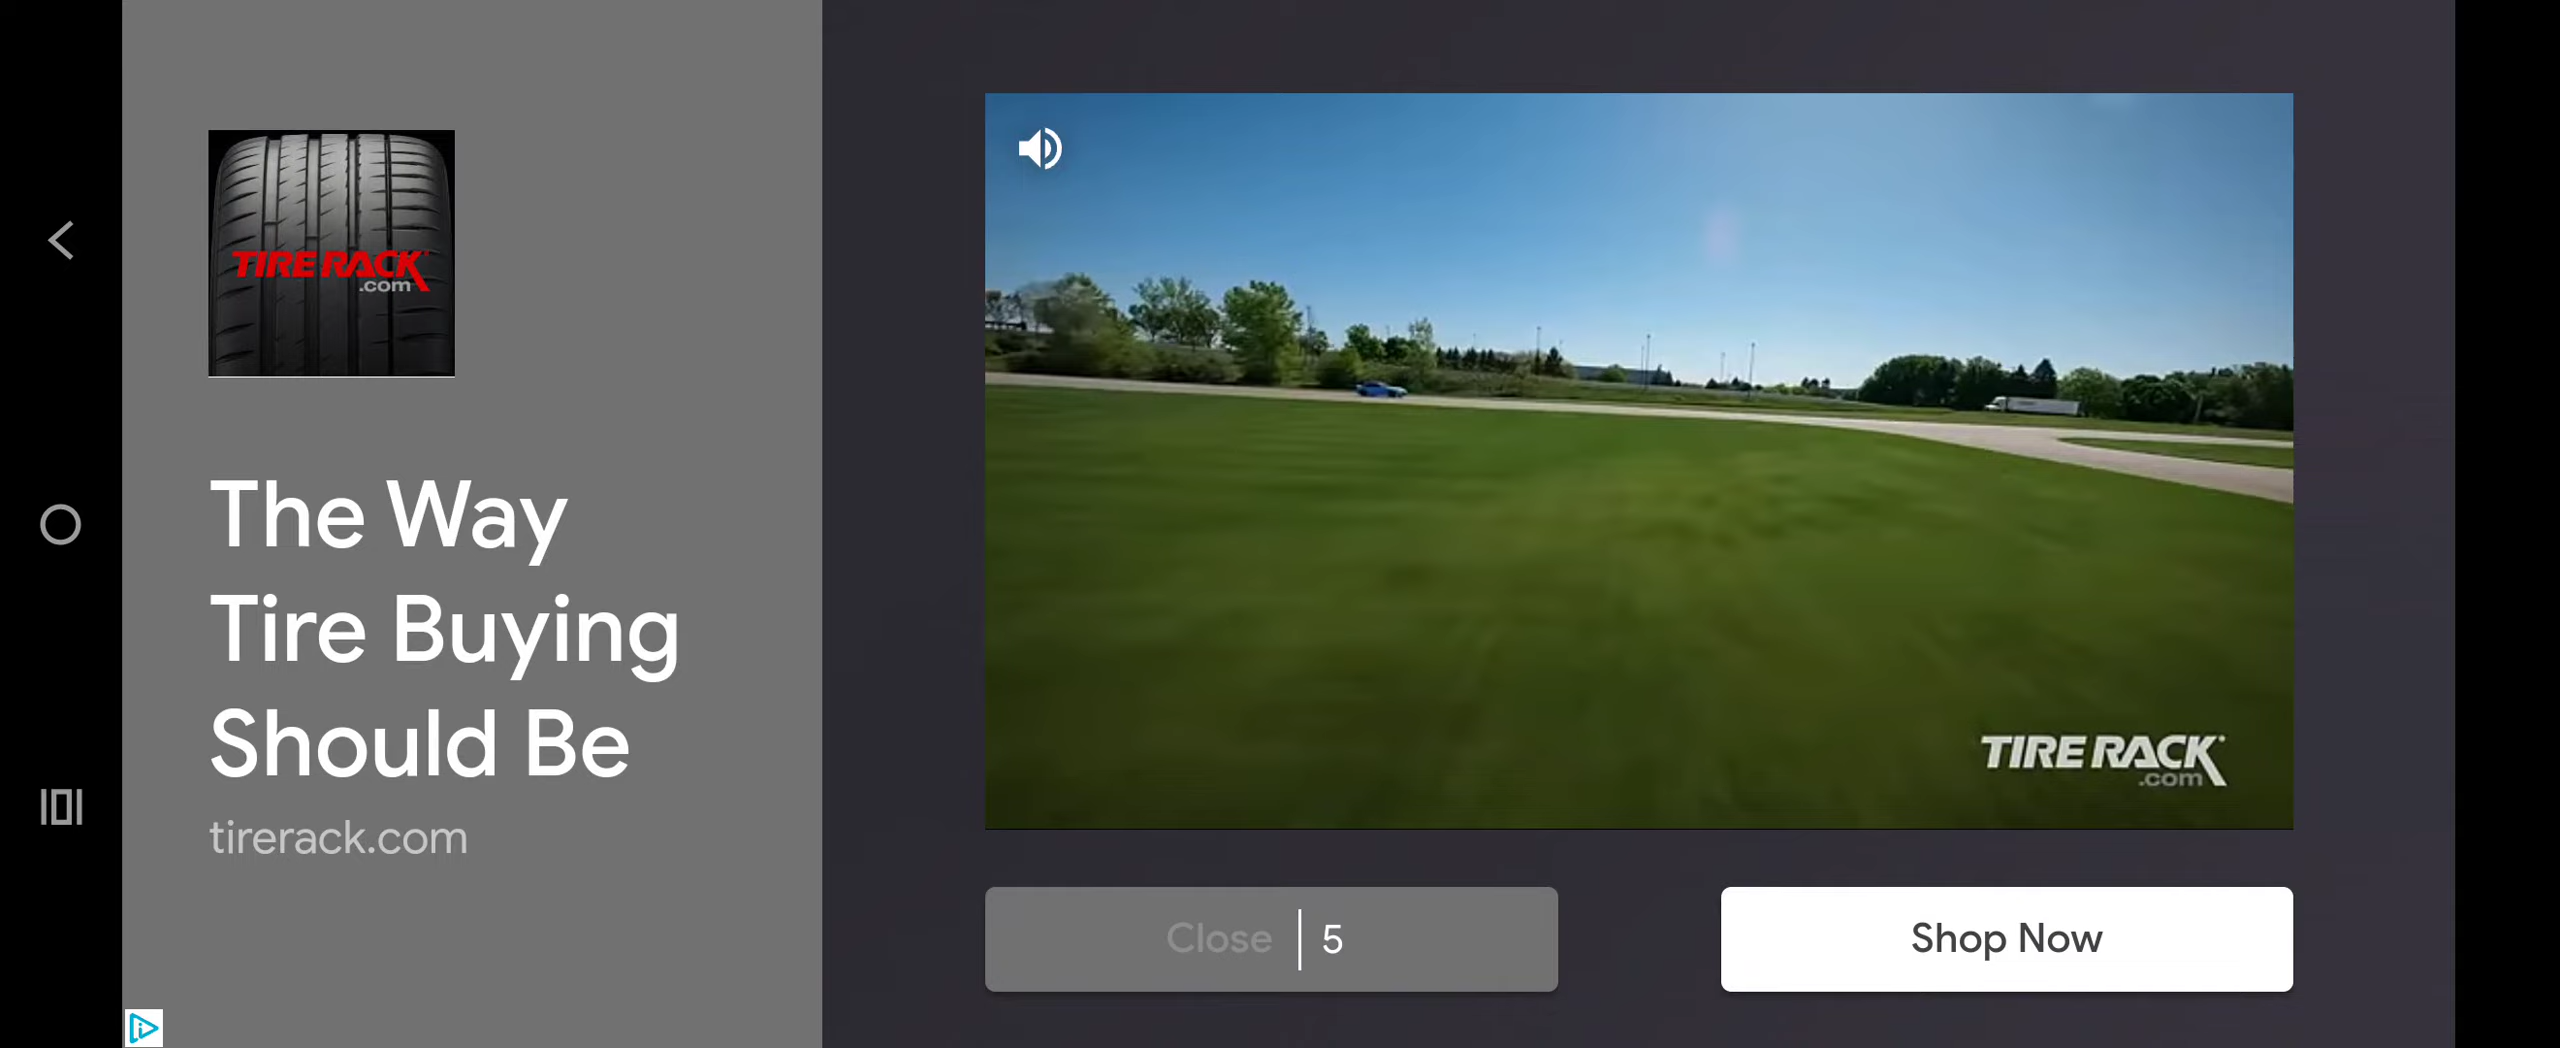 TIRE RACK
.com
The Way
Tire Buying
Should Be
tirerack.com
TIRE RACK
.com
Close | 5
Shop Now